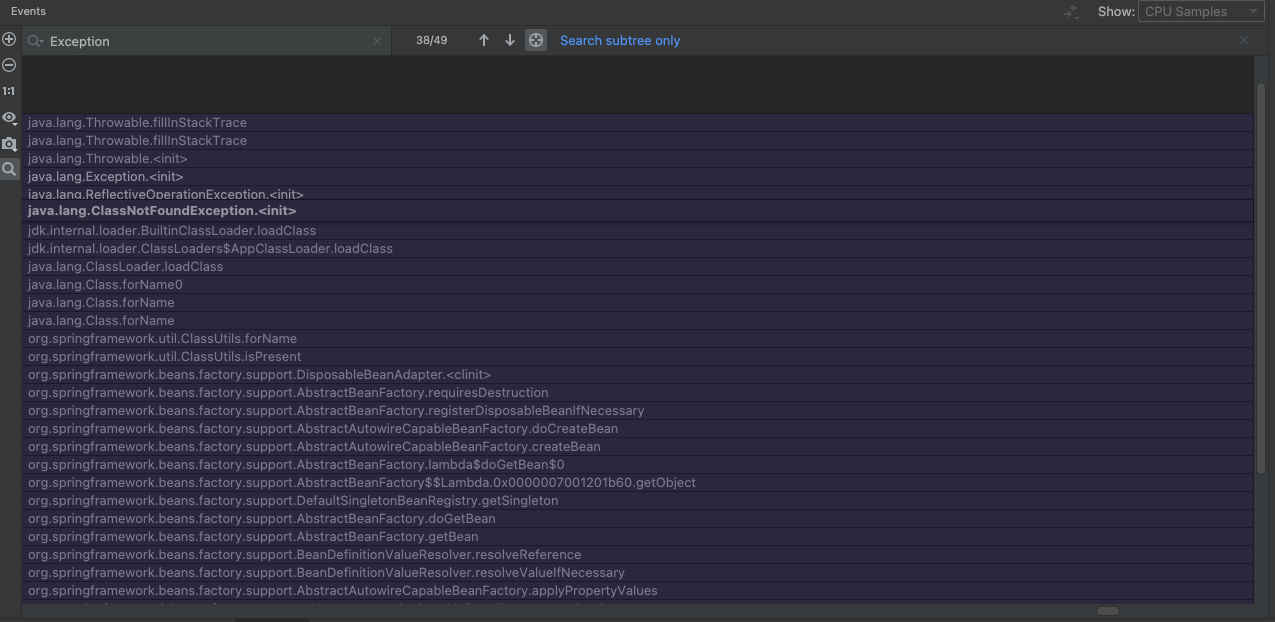 Events
Show: CPU Samples
Exception
38/49
Search subtree only
1:1
java.lang.Throwable.fillInStackTrace
java.lang.Throwable.fillInStackTrace
java.lang.Throwable.<init>
java.lang.Exception.<init>
java.lang.ReflectiveOperationException.<init>
java.lang.ClassNotFoundException.<init>
jdk.internal.loader.BuiltinClassLoader.loadClass
jdk.internal.loader.ClassLoaders$AppClassLoader.loadClass
java.lang.ClassLoader.loadClass
java.lang.Class.forName0
java.lang.Class.forName
java.lang.Class.forName
org.springframework.util.ClassUtils.forName
org.springframework.util.ClassUtils.isPresent
org.springframework.beans.factory.support.DisposableBeanAdapter.<clinit>
org.springframework.beans.factory.support.AbstractBeanFactory.requiresDestruction
org.springframework.beans.factory.support.AbstractBeanFactory.registerDisposableBeanIfNecessary
org.springframework.beans.factory.support.AbstractAutowireCapableBeanFactory.doCreateBean
org.springframework.beans.factory.support.AbstractAutowireCapableBeanFactory.createBean
org.springframework.beans.factory.support.AbstractBeanFactory.lambda$doGetBean$0
org.springframework.beans.factory.support.AbstractBeanFactory$$Lambda.0x0000007001201b60.getObject
org.springframework.beans.factory.support.DefaultSingletonBeanRegistry.getSingleton
org.springframework.beans.factory.support.AbstractBeanFactory.doGetBean
org.springframework.beans.factory.support.AbstractBeanFactory.getBean
org.springframework.beans.factory.support.BeanDefinitionValueResolver.resolveReference
org.springframework.beans.factory.support.BeanDefinitionValueResolver.resolveValueIfNecessary
org.springframework.beans.factory.support.AbstractAutowireCapableBeanFactory.applyPropertyValues